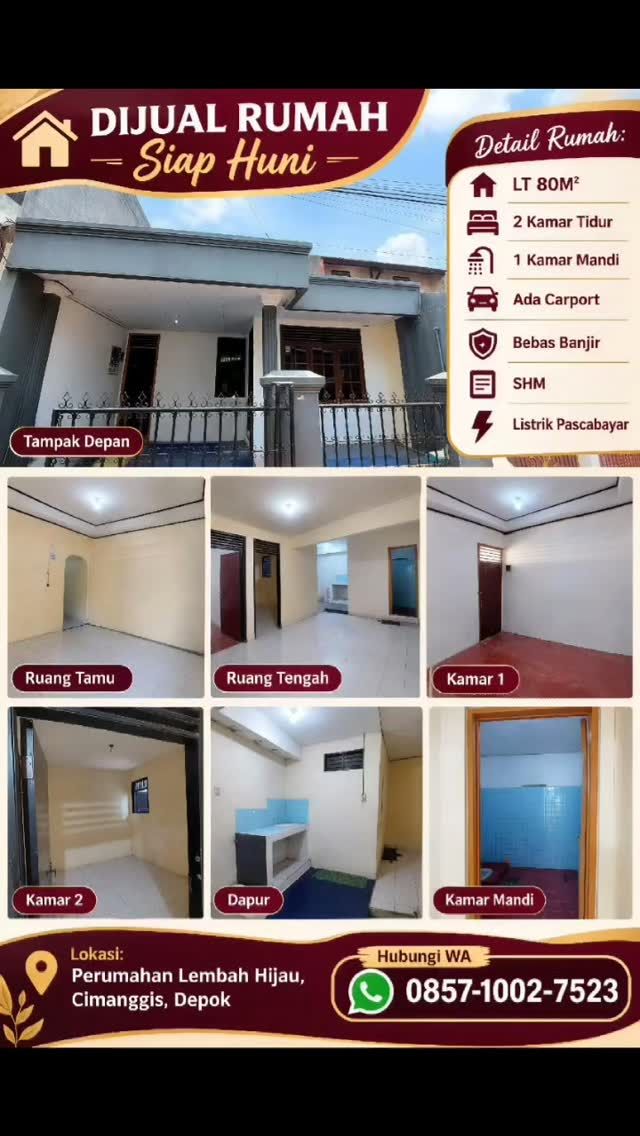 DIJUAL RUMAH
Siap Huni
Detail Rumah:
LT 80M²
2 Kamar Tidur
1 Kamar Mandi
Ada Carport
Bebas Banjir
SHM
Listrik Pascabayar
Tampak Depan
Ruang Tamu
Ruang Tengah
Kamar 1
Kamar 2
Dapur
Kamar Mandi
Lokasi:
Perumahan Lembah Hijau,
Cimanggis, Depok
Hubungi WA
0857-1002-7523